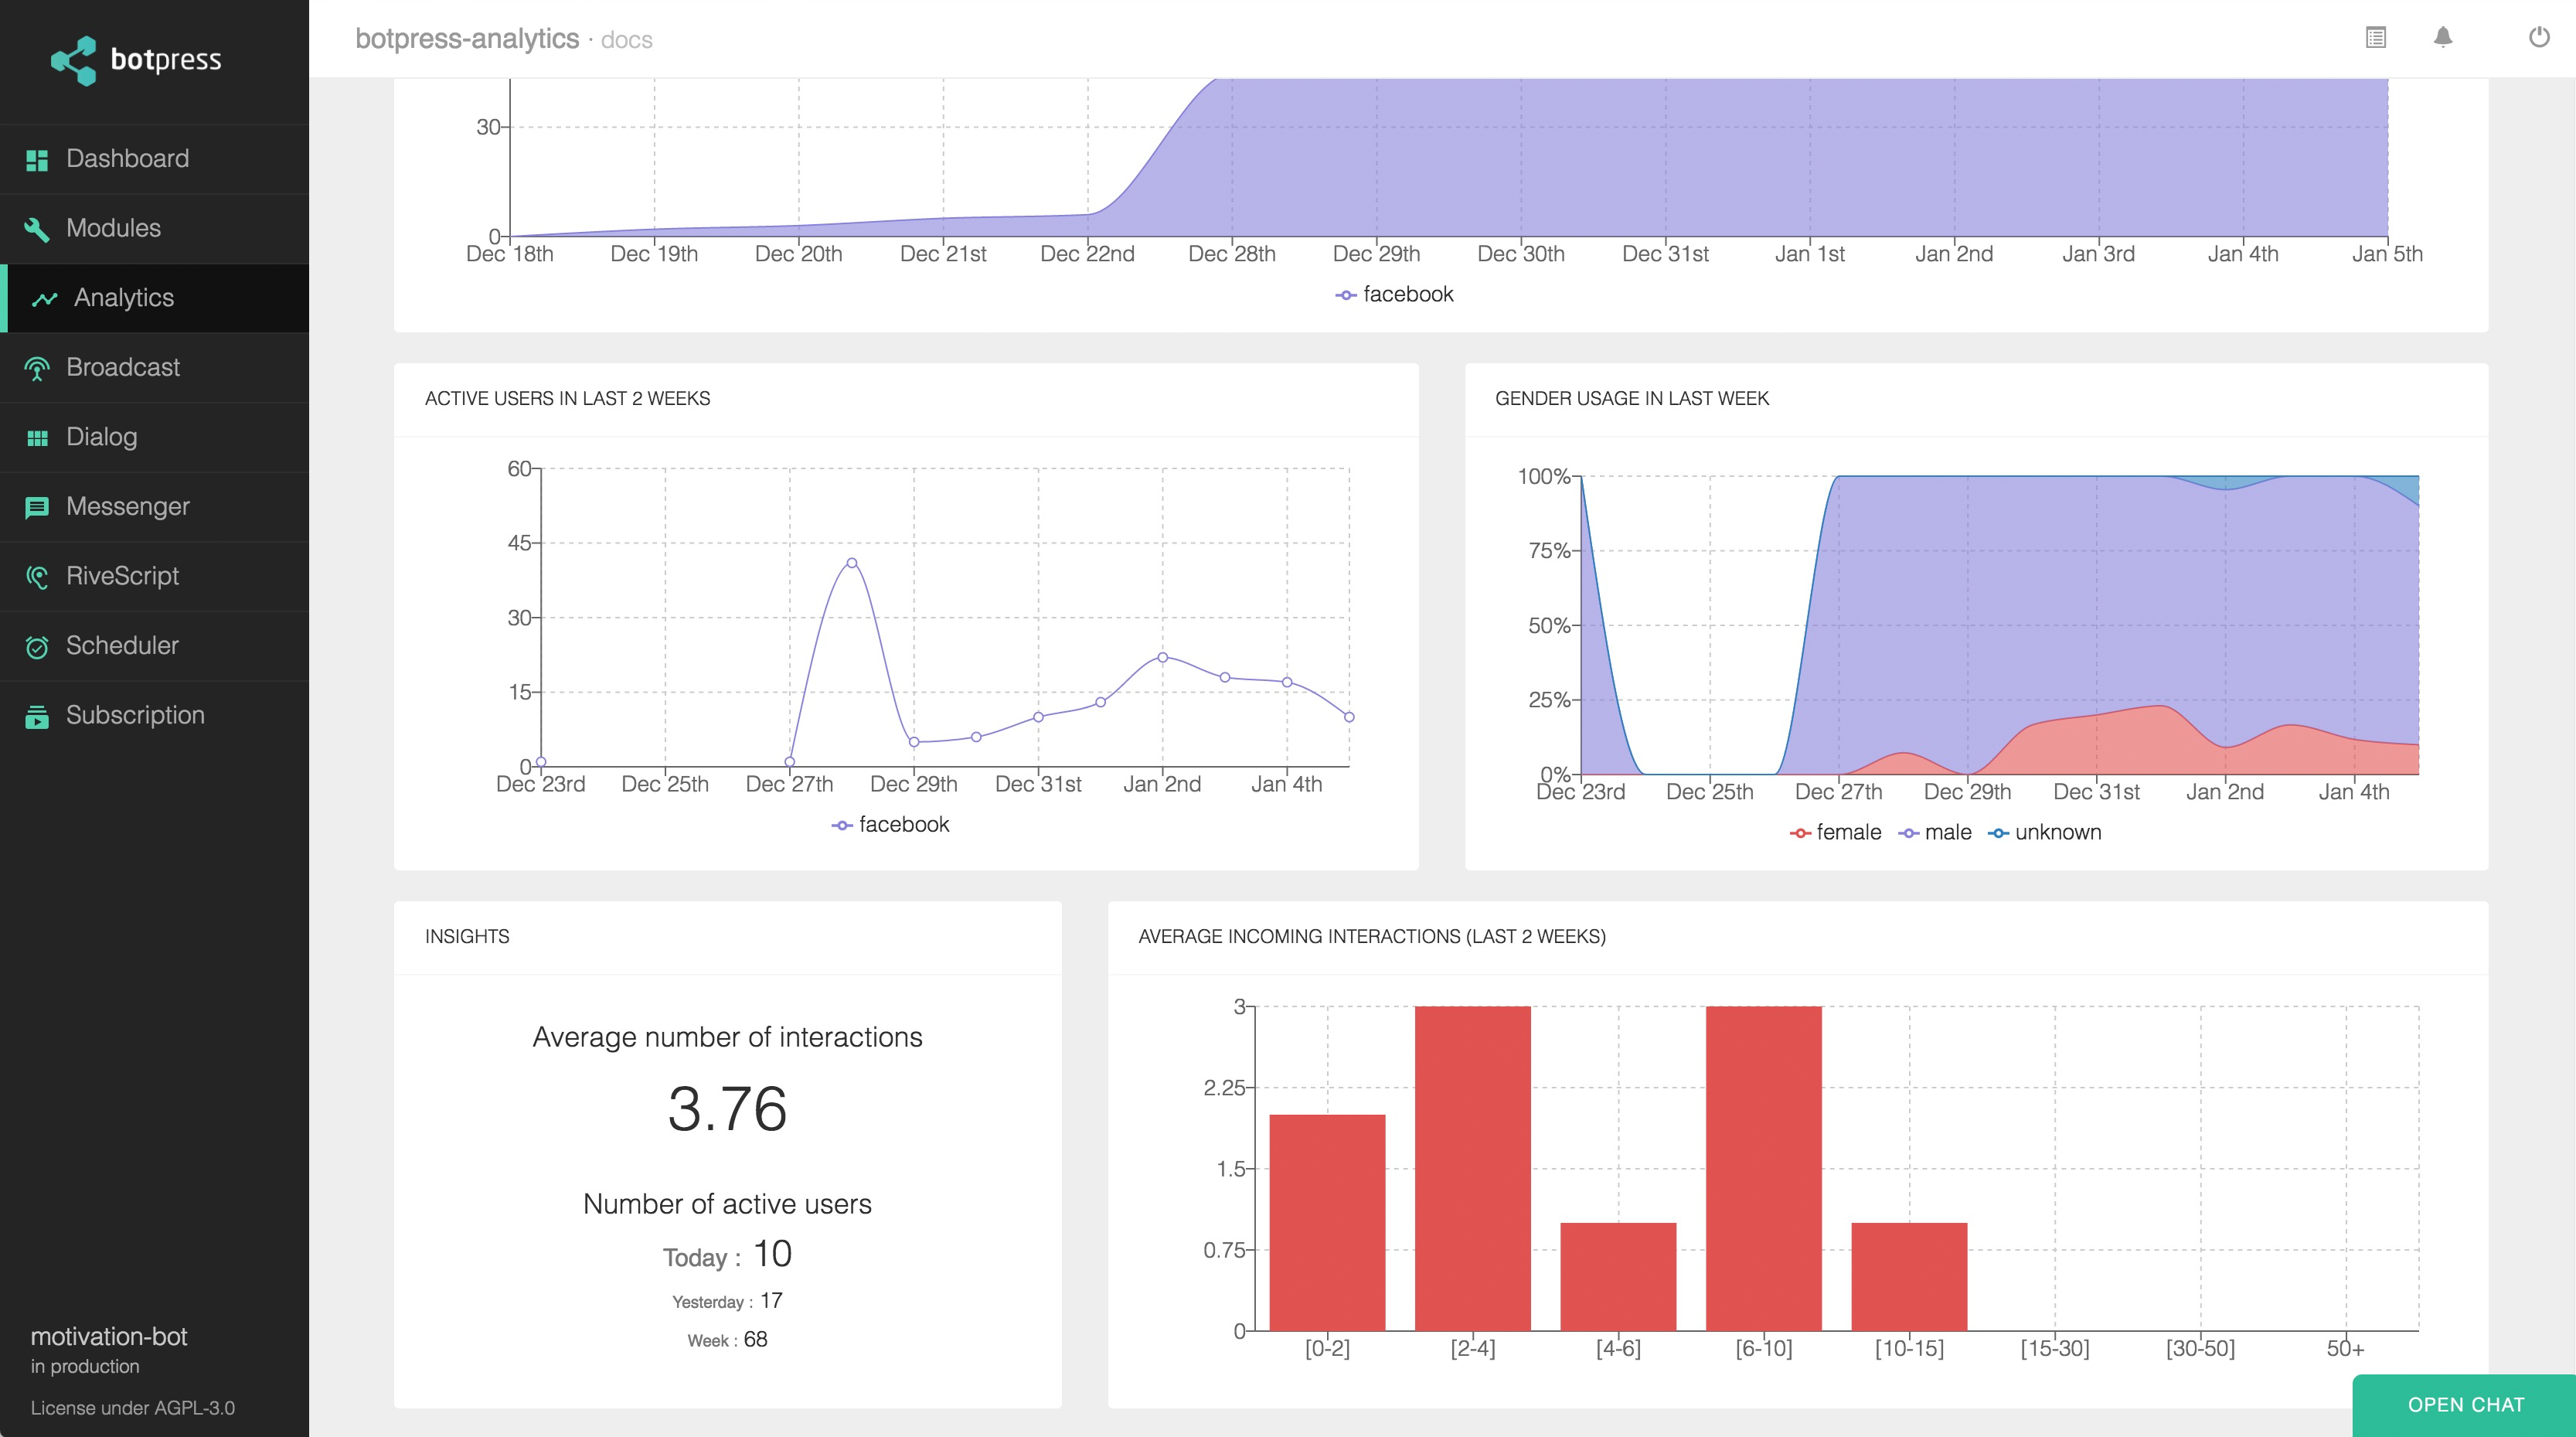 botpress
Dashboard
Modules
Analytics
Broadcast
Dialog
Messenger
RiveScript
Scheduler
Subscription
motivation-bot
in production
License under AGPL-3.0
botpress-analytics · docs
30
0
Dec 18th Dec 19th Dec 20th Dec 21st Dec 22nd Dec 28th Dec 29th Dec 30th Dec 31st Jan 1st Jan 2nd Jan 3rd Jan 4th Jan 5th
facebook
ACTIVE USERS IN LAST 2 WEEKS
60
45
30
15
0
Dec 23rd Dec 25th Dec 27th Dec 29th Dec 31st Jan 2nd Jan 4th
facebook
GENDER USAGE IN LAST WEEK
100%
75%
50%
25%
0%
Dec 23rd Dec 25th Dec 27th Dec 29th Dec 31st Jan 2nd Jan 4th
female male unknown
INSIGHTS
Average number of interactions
3.76
Number of active users
Today : 10
Yesterday : 17
Week : 68
AVERAGE INCOMING INTERACTIONS (LAST 2 WEEKS)
3
2.25
1.5
0.75
0
[0-2] [2-4] [4-6] [6-10] [10-15] [15-30] [30-50] 50+
OPEN CHAT